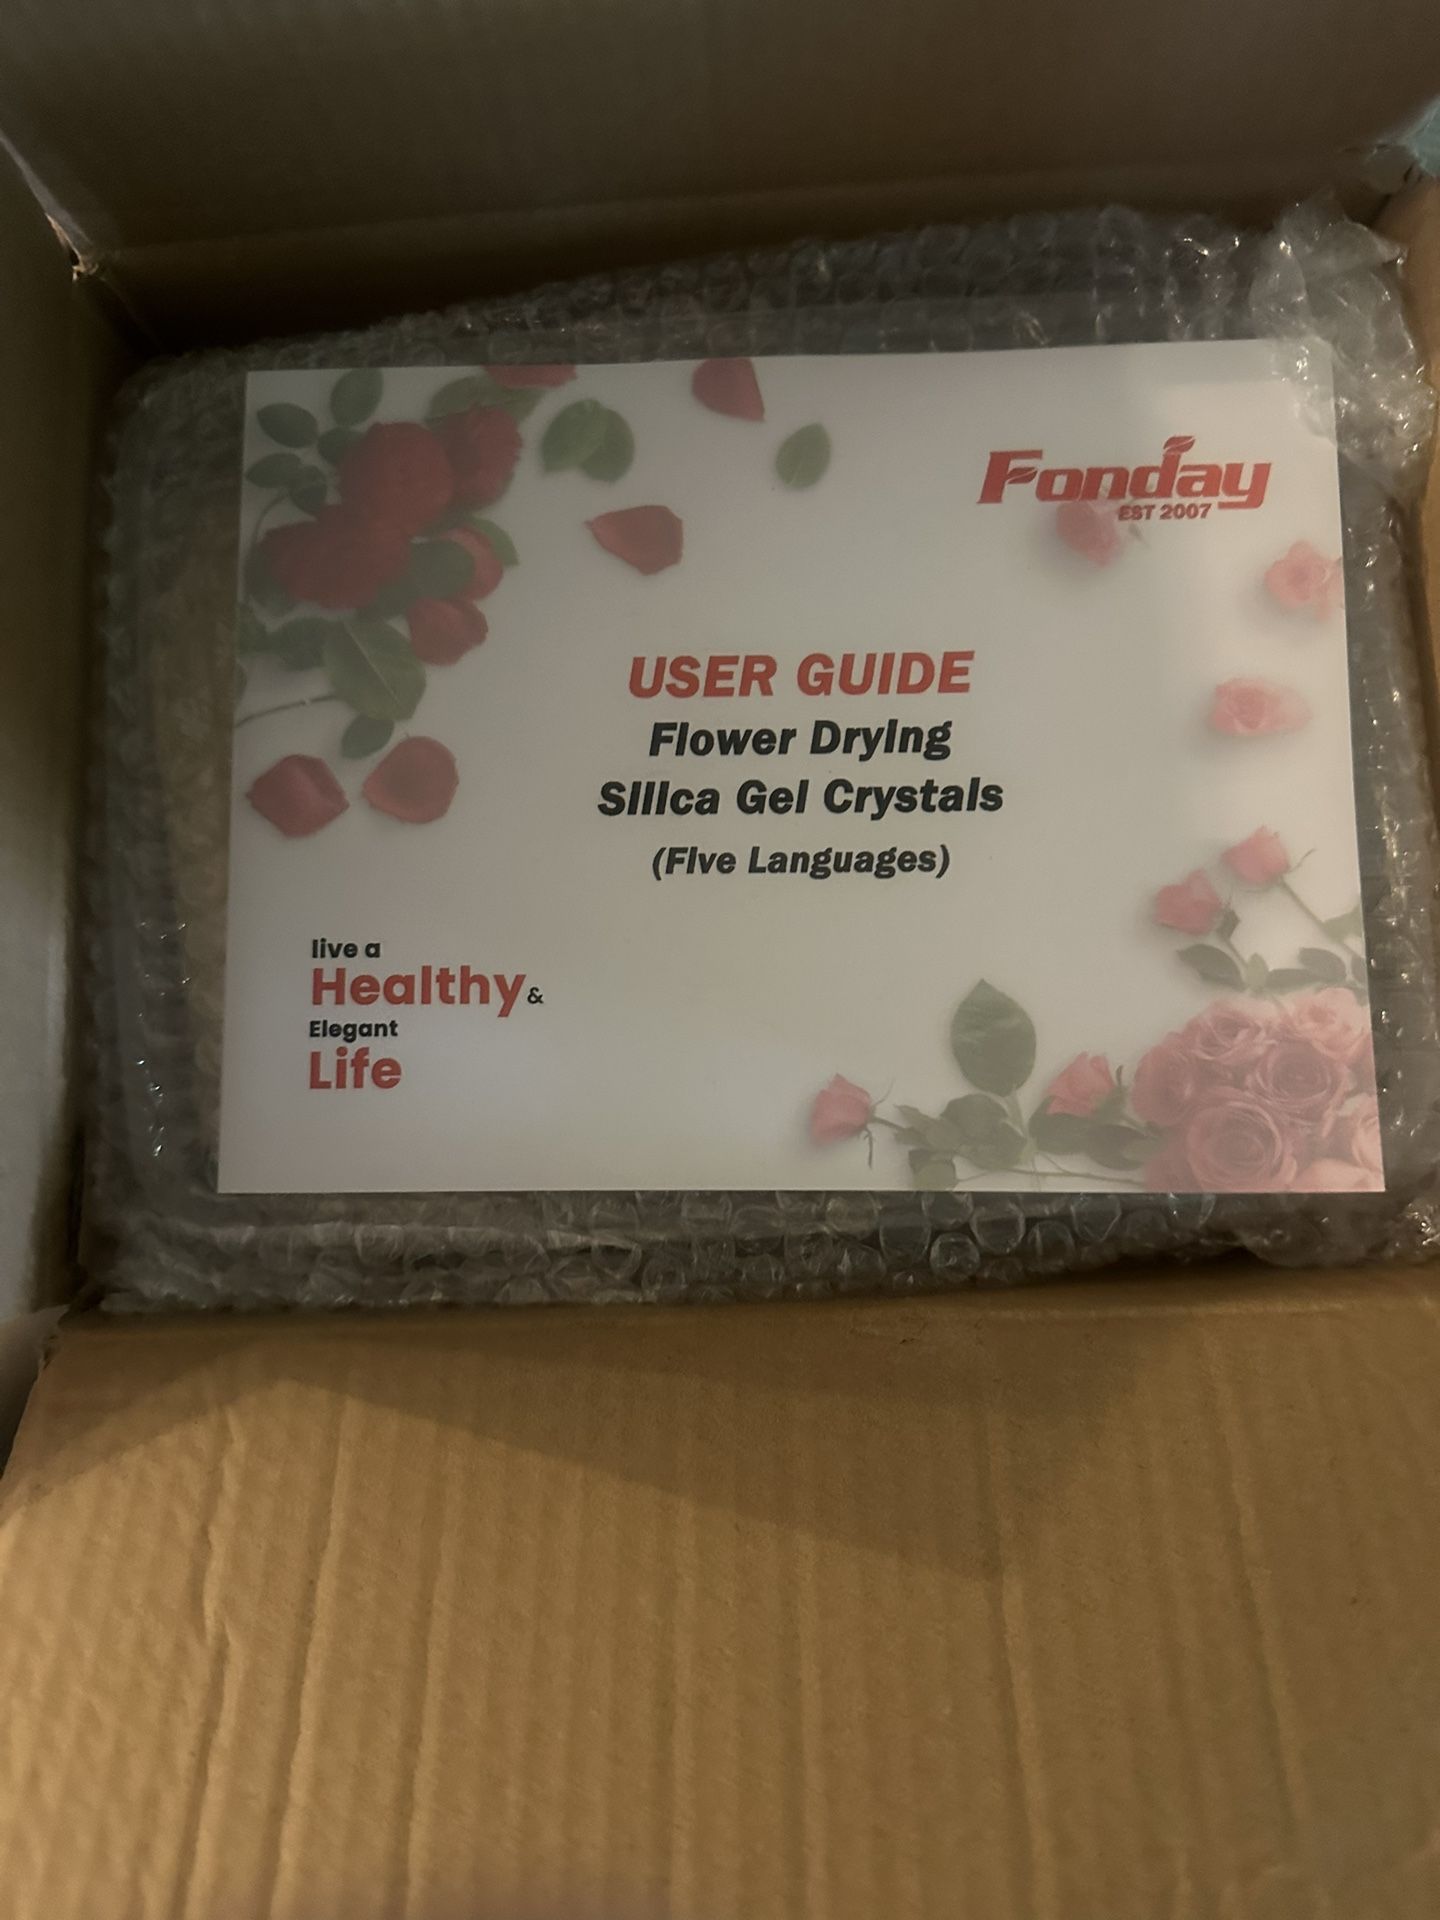 Fonday
EST 2007
USER GUIDE
Flower Drying
Silica Gel Crystals
(Five Languages)
live a
Healthy &
Elegant
Life